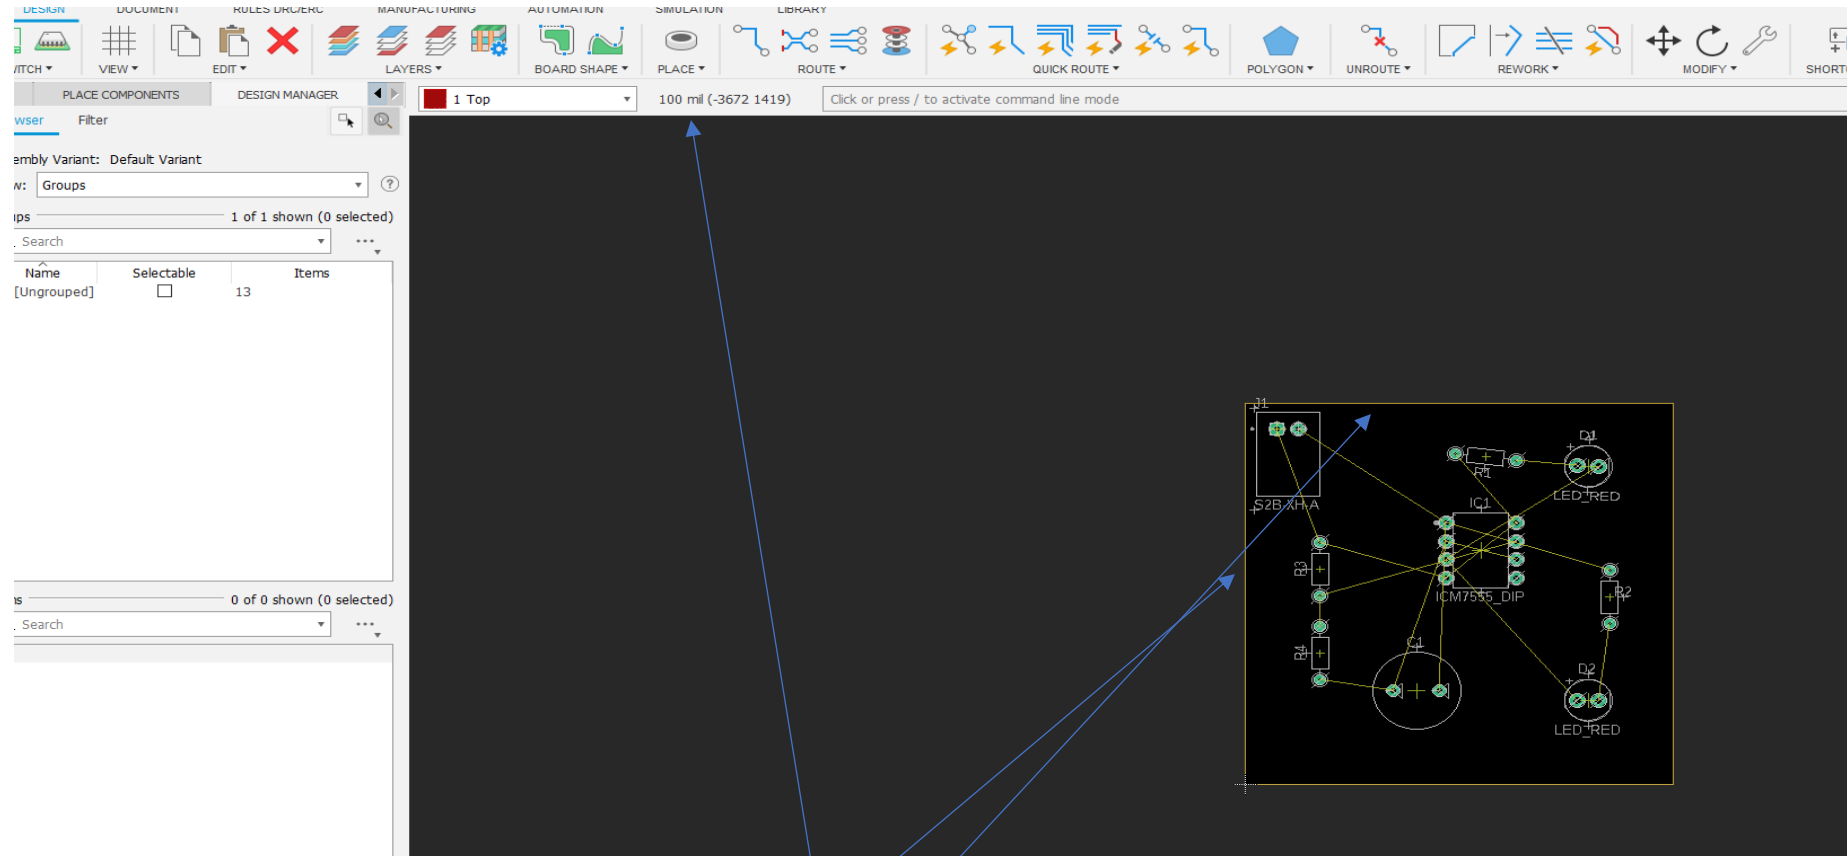 DESIGN DOCUMENT RULES DRC/ERC MANUFACTURING AUTOMATION SIMULATION LIBRARY
ITCH VIEW EDIT LAYERS BOARD SHAPE PLACE ROUTE QUICK ROUTE POLYGON UNROUTE REWORK MODIFY SHORTC
PLACE COMPONENTS DESIGN MANAGER
1 Top 100 mil (-3672 1419) Click or press / to activate command line mode
wser Filter
embly Variant: Default Variant
w: Groups ?
ups 1 of 1 shown (0 selected)
Search
Name Selectable Items
[Ungrouped] 13
ns 0 of 0 shown (0 selected)
Search
J1
S2B-XH-A
R1
D1
LED_RED
IC1
ICM7555_DIP
R3
R2
R4
C1
D2
LED_RED